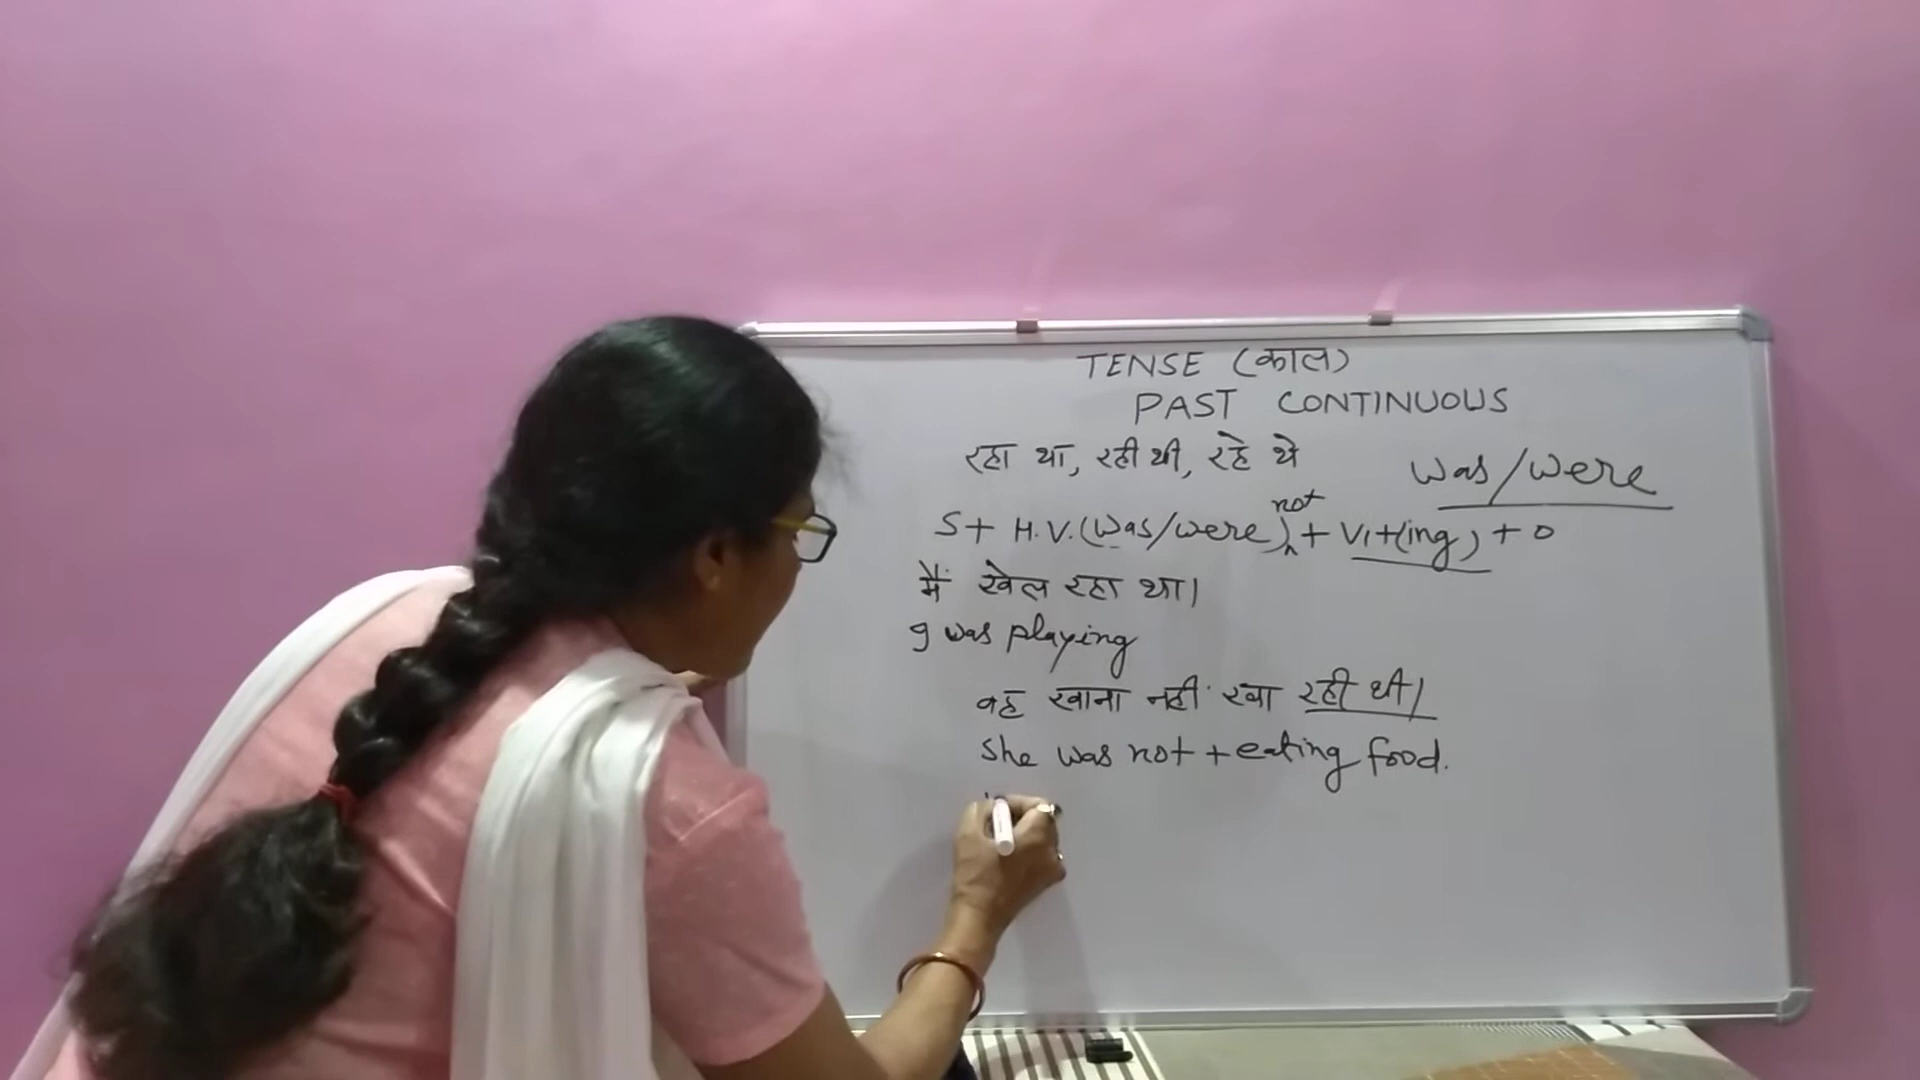 TENSE (काल)
PAST CONTINUOUS
रहा था, रही थी, रहे थे
was/were
not
S + H.V.(was/were)^ + V1+(ing) + O
मैं खेल रहा था।
I was playing
वह खाना नहीं खा रही थी।
She was not + eating food.